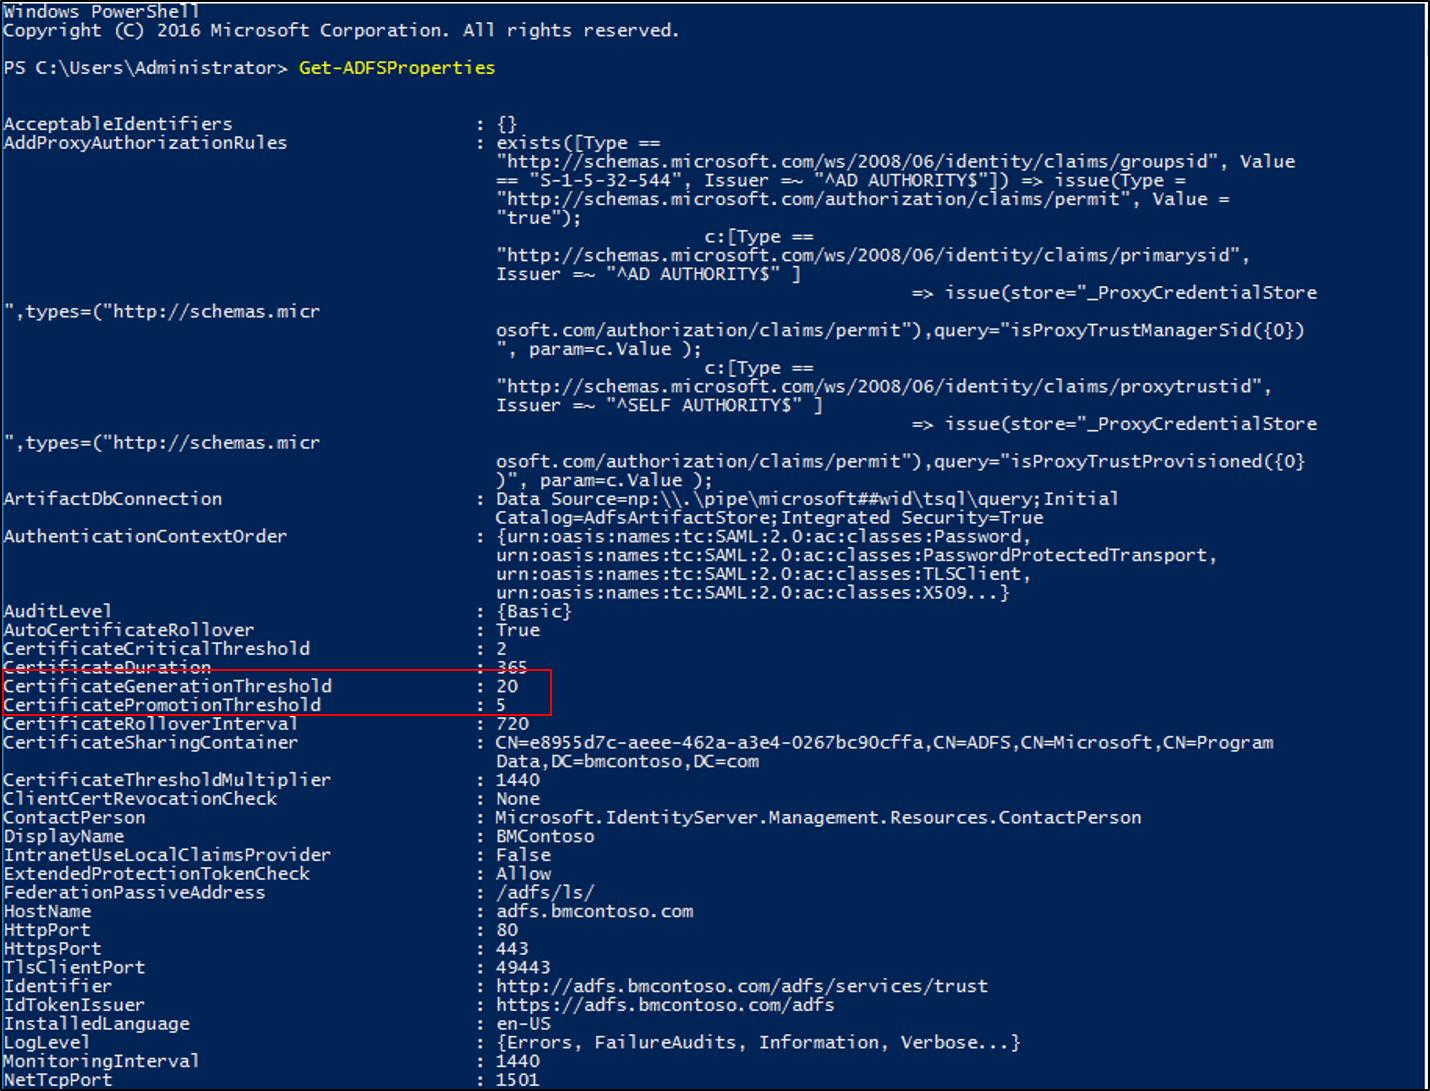 Windows PowerShell
Copyright (C) 2016 Microsoft Corporation. All rights reserved.
PS C:\Users\Administrator> Get-ADFSProperties
AcceptableIdentifiers : {}
AddProxyAuthorizationRules : exists([Type ==
"http://schemas.microsoft.com/ws/2008/06/identity/claims/groupsid", Value
== "S-1-5-32-544", Issuer =~ "^AD AUTHORITY$"]) => issue(Type =
"http://schemas.microsoft.com/authorization/claims/permit", Value =
"true");
c:[Type ==
"http://schemas.microsoft.com/ws/2008/06/identity/claims/primarysid",
Issuer =~ "^AD AUTHORITY$" ]
=> issue(store="_ProxyCredentialStore
",types=("http://schemas.micr
osoft.com/authorization/claims/permit"),query="isProxyTrustManagerSid({0})
", param=c.Value );
c:[Type ==
"http://schemas.microsoft.com/ws/2008/06/identity/claims/proxytrustid",
Issuer =~ "^SELF AUTHORITY$" ]
=> issue(store="_ProxyCredentialStore
",types=("http://schemas.micr
osoft.com/authorization/claims/permit"),query="isProxyTrustProvisioned({0}
)", param=c.Value );
ArtifactDbConnection : Data Source=np:\\.\pipe\microsoft##wid\tsql\query;Initial
Catalog=AdfsArtifactStore;Integrated Security=True
AuthenticationContextOrder : {urn:oasis:names:tc:SAML:2.0:ac:classes:Password,
urn:oasis:names:tc:SAML:2.0:ac:classes:PasswordProtectedTransport,
urn:oasis:names:tc:SAML:2.0:ac:classes:TLSClient,
urn:oasis:names:tc:SAML:2.0:ac:classes:X509...}
AuditLevel : {Basic}
AutoCertificateRollover : True
CertificateCriticalThreshold : 2
CertificateDuration : 365
CertificateGenerationThreshold : 20
CertificatePromotionThreshold : 5
CertificateRolloverInterval : 720
CertificateSharingContainer : CN=e8955d7c-aeee-462a-a3e4-0267bc90cffa,CN=ADFS,CN=Microsoft,CN=Program
Data,DC=bmcontoso,DC=com
CertificateThresholdMultiplier : 1440
ClientCertRevocationCheck : None
ContactPerson : Microsoft.IdentityServer.Management.Resources.ContactPerson
DisplayName : BMContoso
IntranetUseLocalClaimsProvider : False
ExtendedProtectionTokenCheck : Allow
FederationPassiveAddress : /adfs/ls/
HostName : adfs.bmcontoso.com
HttpPort : 80
HttpsPort : 443
TlsClientPort : 49443
Identifier : http://adfs.bmcontoso.com/adfs/services/trust
IdTokenIssuer : https://adfs.bmcontoso.com/adfs
InstalledLanguage : en-US
LogLevel : {Errors, FailureAudits, Information, Verbose...}
MonitoringInterval : 1440
NetTcpPort : 1501